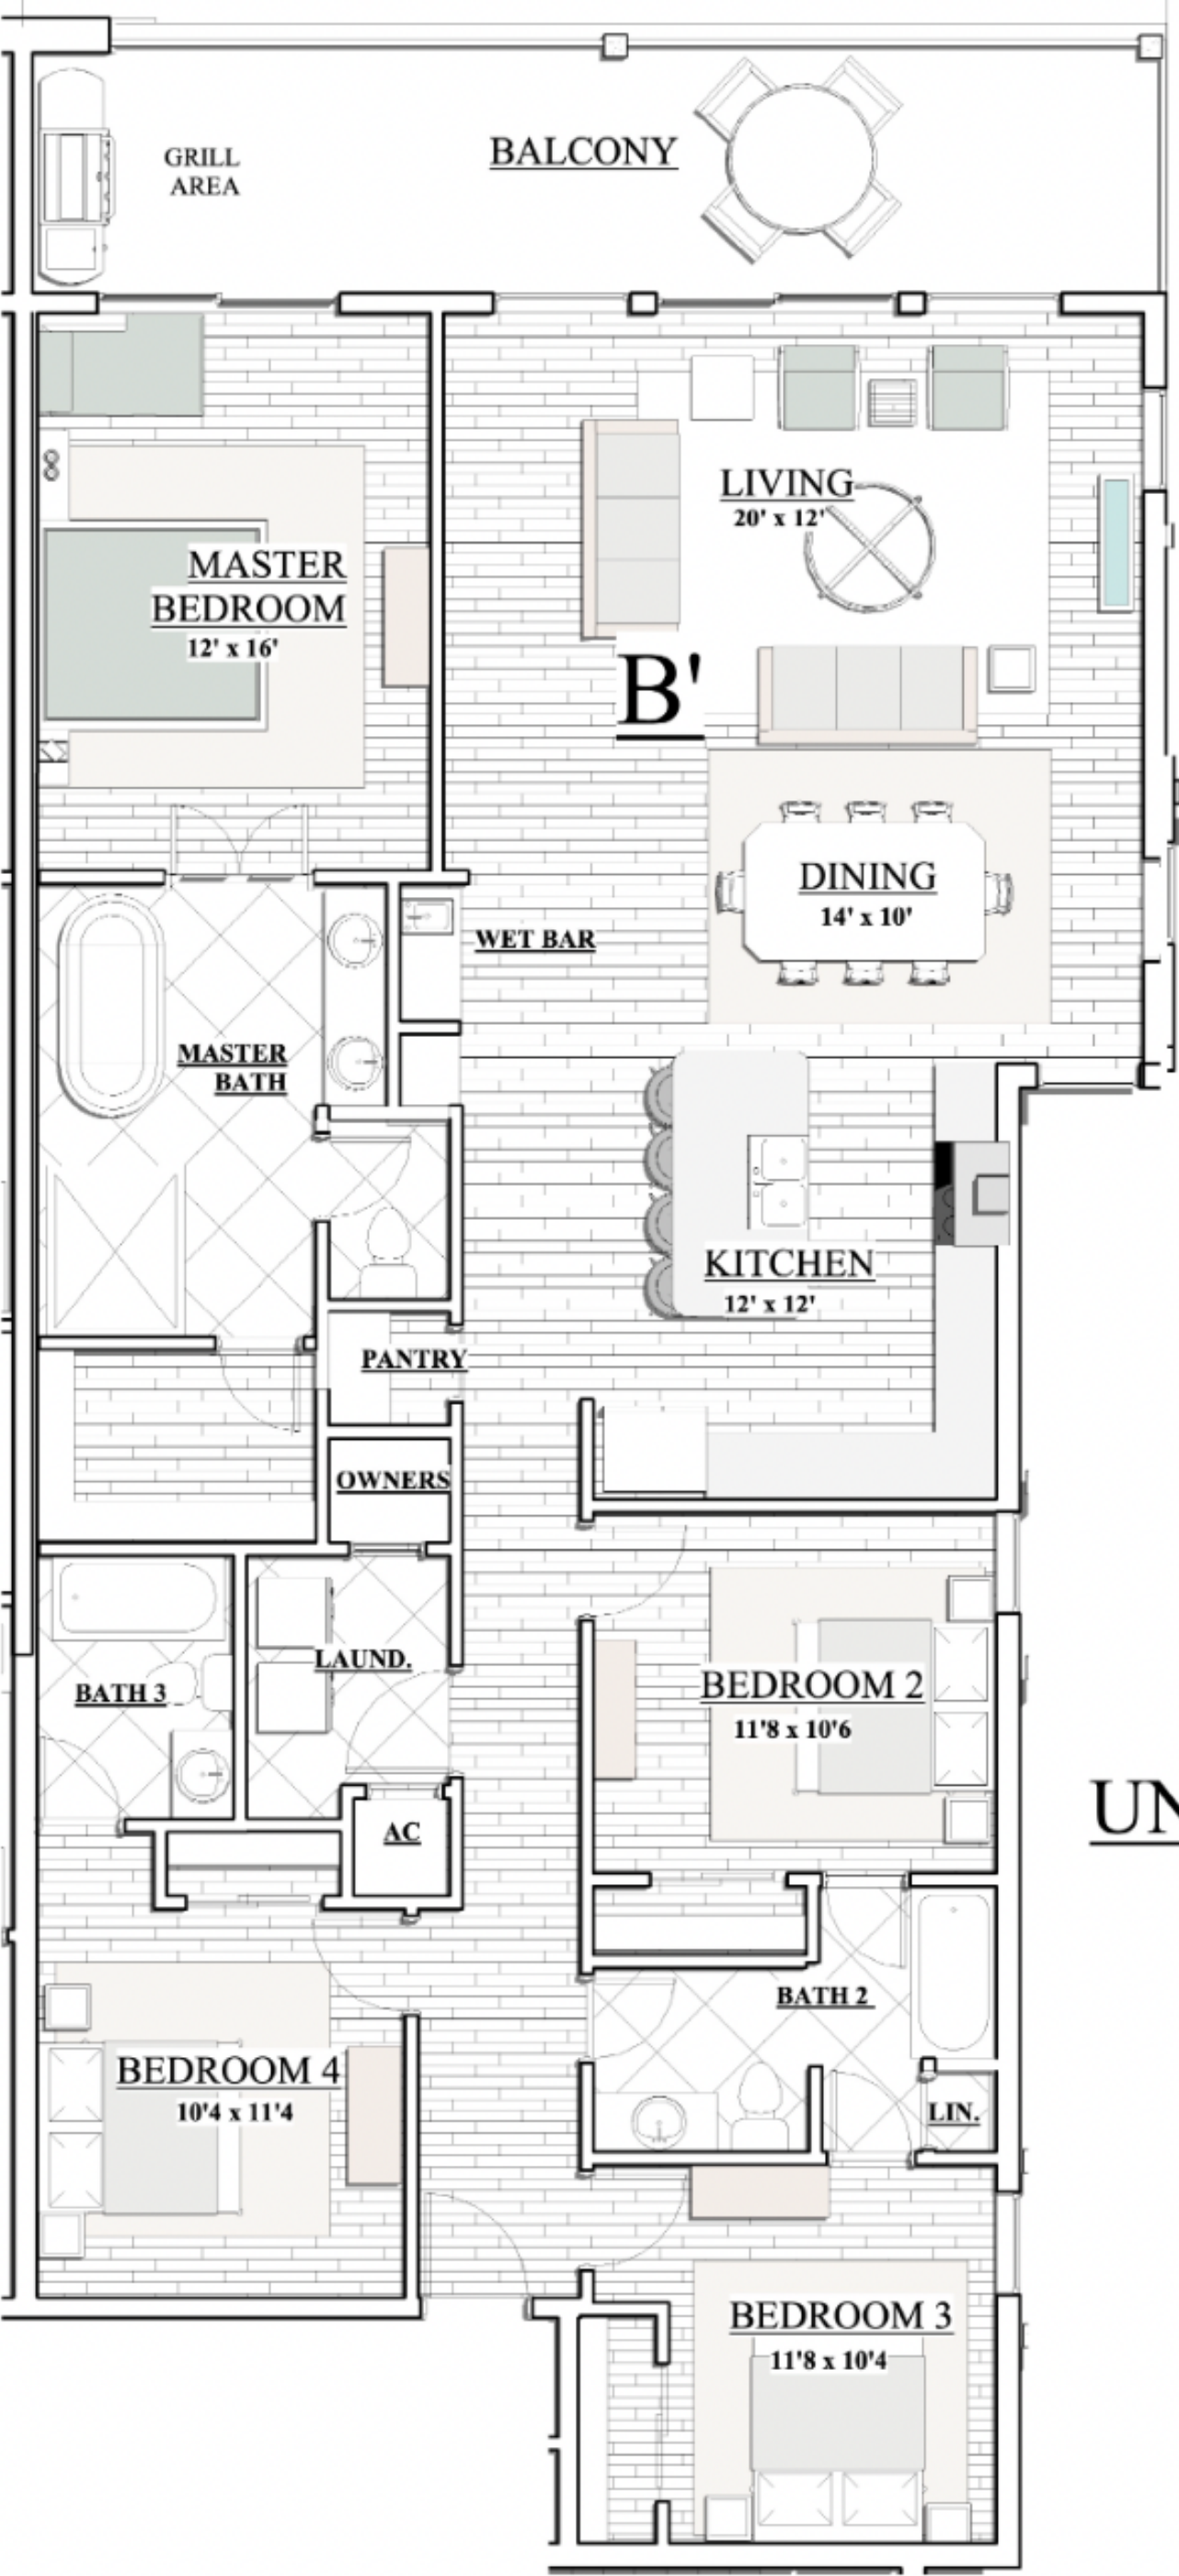 GRILL
AREA
BALCONY
LIVING
20' x 12'
MASTER
BEDROOM
12' x 16'
B'
DINING
14' x 10'
WET BAR
MASTER
BATH
KITCHEN
12' x 12'
PANTRY
OWNERS
LAUND.
BATH 3
BEDROOM 2
11'8 x 10'6
UN
AC
BATH 2
BEDROOM 4
10'4 x 11'4
LIN.
BEDROOM 3
11'8 x 10'4